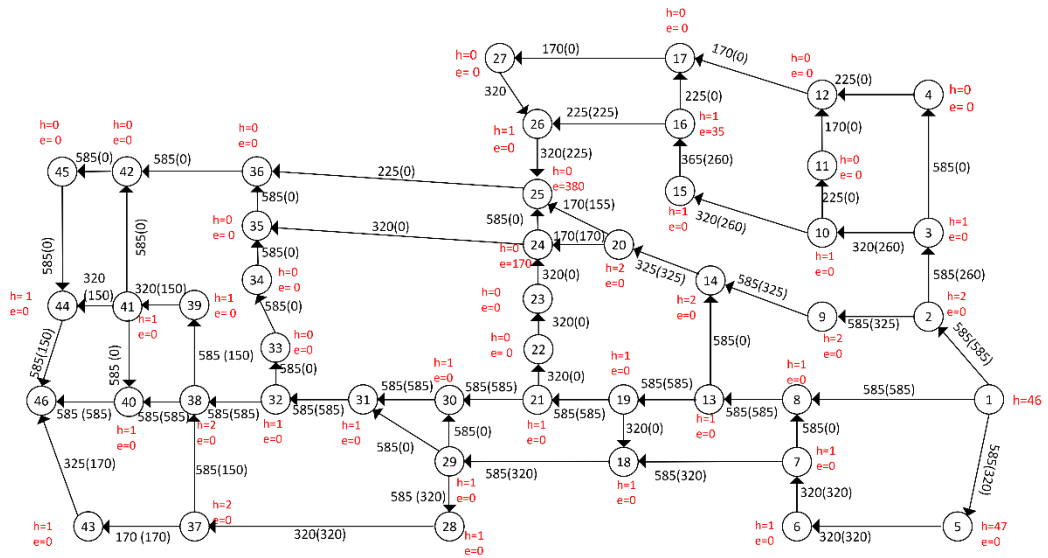 h=0
e= 0
27
170(0)
h=0
e= 0
17
170(0)
h=0
e= 0
12
225(0)
4
h=0
e= 0
320
225(0)
h=1
e=0
26
225(225)
16
h=1
e=35
170(0)
320(225)
365(260)
11
h=0
e= 0
585(0)
h=0
e= 0
h=0
e= 0
h=0
e= 0
45
585(0)
42
585(0)
36
225(0)
h=0
e=380
25
15
h=1
e=0
225(0)
585(0)
170(155)
320(260)
h=0
e= 0
35
320(0)
585(0)
24
h=0
e=170
170(170)
20
h=2
e=0
10
h=1
e=0
320(260)
3
h=1
e=0
585(0)
585(0)
585(0)
34
h=0
e= 0
320(0)
325(325)
14
h=2
e=0
585(325)
585(260)
h= 1
e=0
44
320
(150)
41
h=1
e=0
320(150)
39
h=1
e= 0
h=0
e= 0
23
9
h=2
e=0
585(325)
2
h=2
e=0
585(0)
320(0)
585(585)
585(150)
585 (0)
585 (150)
33
h=0
e= 0
h=0
e= 0
22
585(0)
585(0)
h=1
e=0
320(0)
h=1
e=0
h=1
e=0
46
585 (585)
40
h=1
e=0
585(585)
38
h=2
e=0
585(585)
32
h=1
e=0
585(585)
31
h=1
e=0
585(585)
30
585(585)
21
h=1
e=0
585(585)
19
585(585)
13
h=1
e=0
585(585)
8
585(585)
1
h=46
325(170)
585(150)
585(0)
585(0)
320(0)
585(0)
585(320)
29
h=1
e=0
585(320)
18
h=1
e=0
585(320)
7
h=1
e=0
585 (320)
320(320)
h=1
e=0
43
170 (170)
37
h=2
e=0
320(320)
28
h=1
e=0
h=1
e=0
6
320(320)
5
h=47
e=0